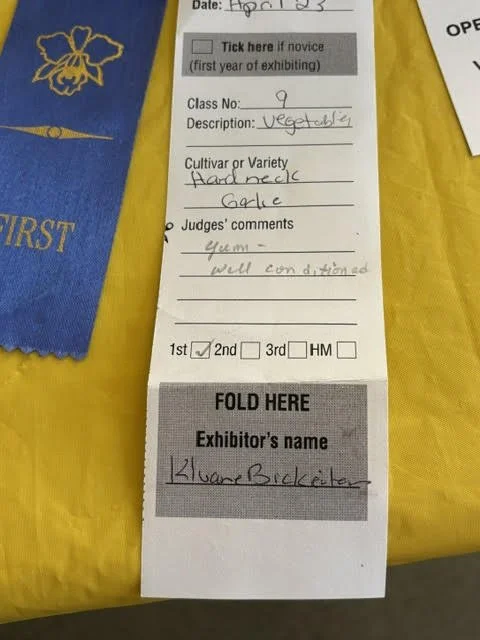 Date: April 23
OPE
Tick here if novice
(first year of exhibiting)
Class No: 9
Description: Vegetables
Cultivar or Variety
Hardneck
Garlic
FIRST
Judges' comments
Yum -
well conditioned
1st ✓ 2nd 3rd HM
FOLD HERE
Exhibitor's name